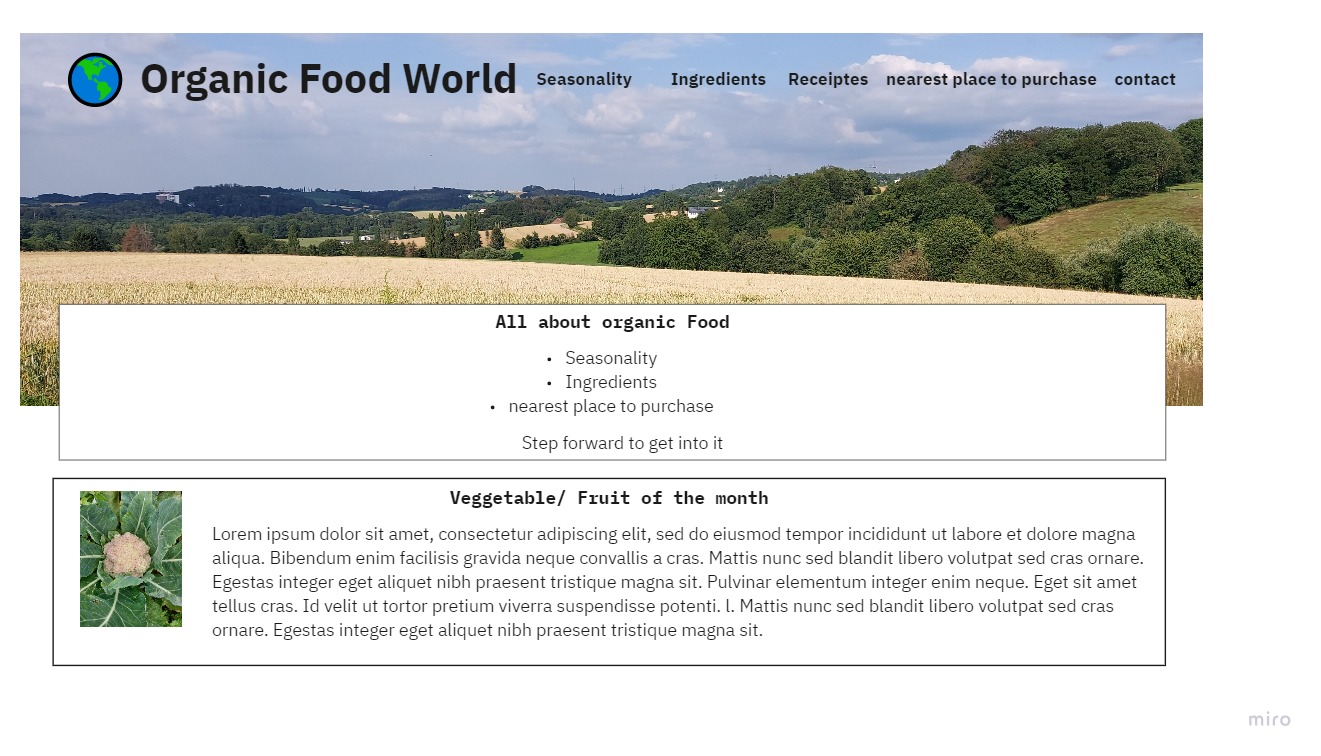 Organic Food World
Seasonality Ingredients Receiptes nearest place to purchase contact
All about organic Food
• Seasonality
• Ingredients
• nearest place to purchase
Step forward to get into it
Veggetable/ Fruit of the month
Lorem ipsum dolor sit amet, consectetur adipiscing elit, sed do eiusmod tempor incididunt ut labore et dolore magna
aliqua. Bibendum enim facilisis gravida neque convallis a cras. Mattis nunc sed blandit libero volutpat sed cras ornare.
Egestas integer eget aliquet nibh praesent tristique magna sit. Pulvinar elementum integer enim neque. Eget sit amet
tellus cras. Id velit ut tortor pretium viverra suspendisse potenti. l. Mattis nunc sed blandit libero volutpat sed cras
ornare. Egestas integer eget aliquet nibh praesent tristique magna sit.
miro